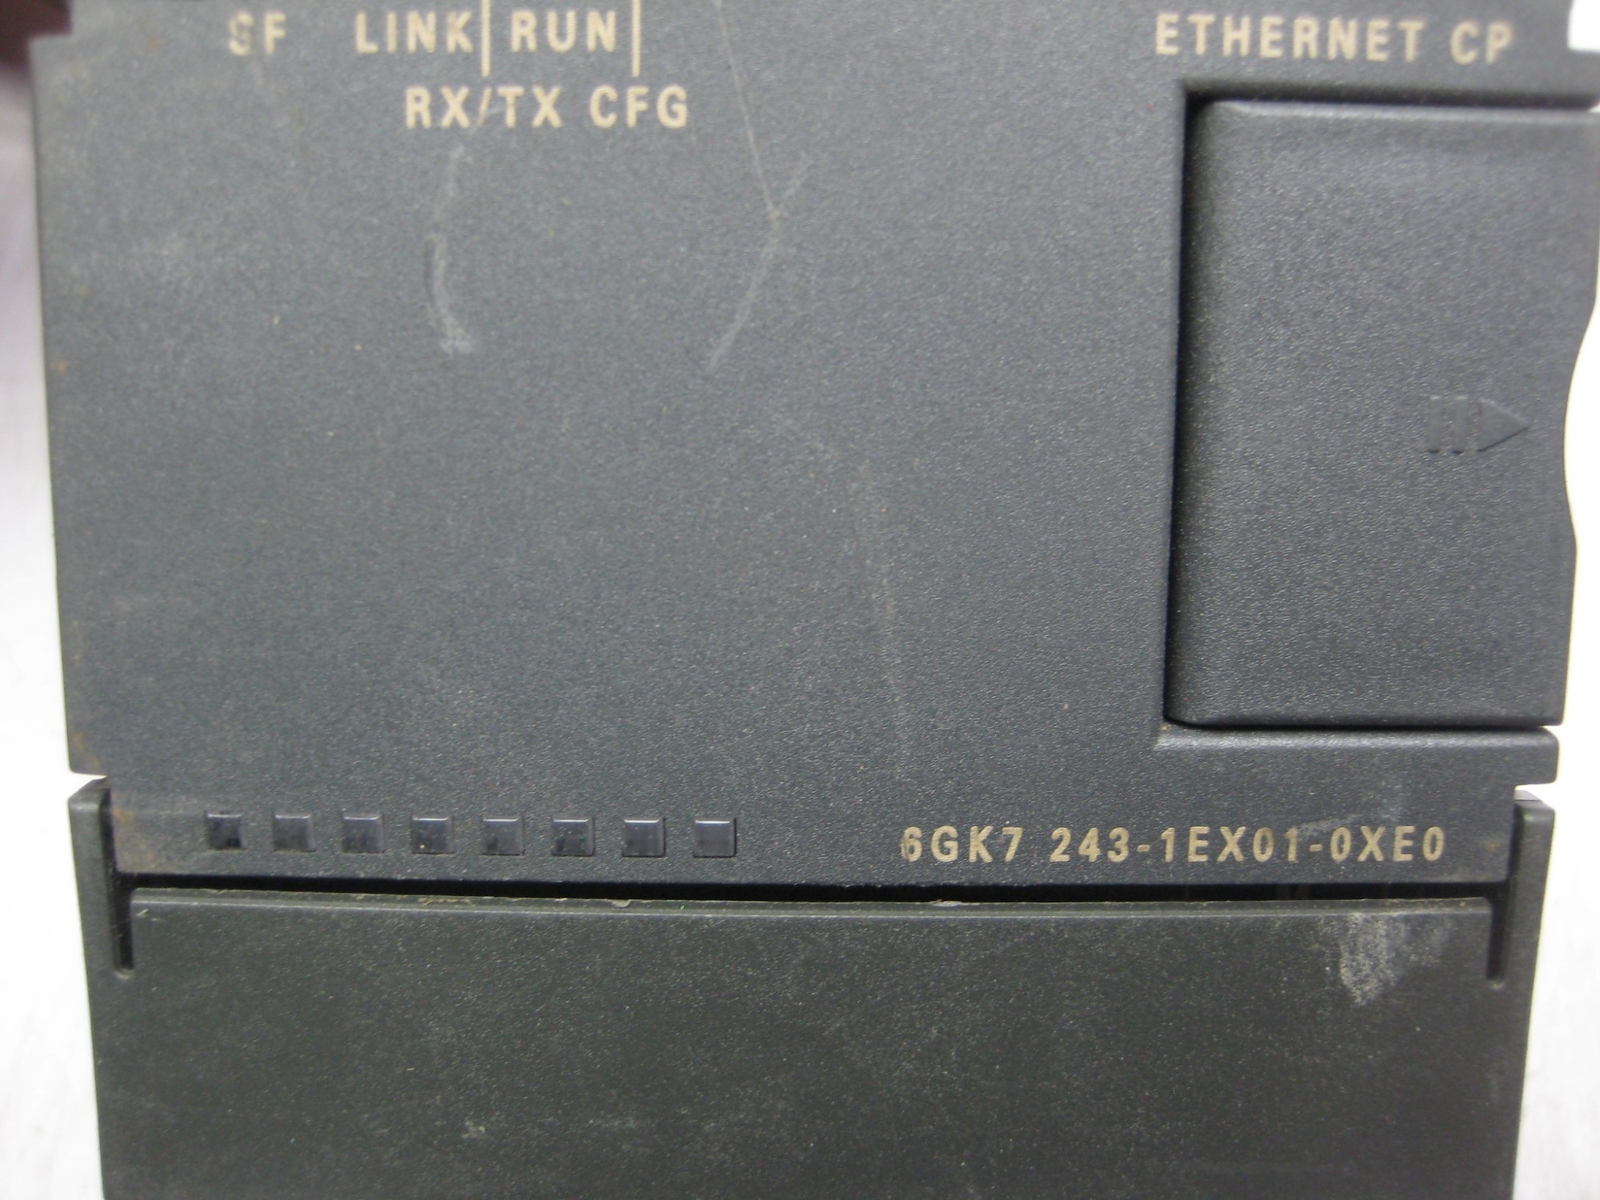 SF LINK RUN ETHERNET CP
RX/TX CFG
6GK7 243-1EX01-0XE0